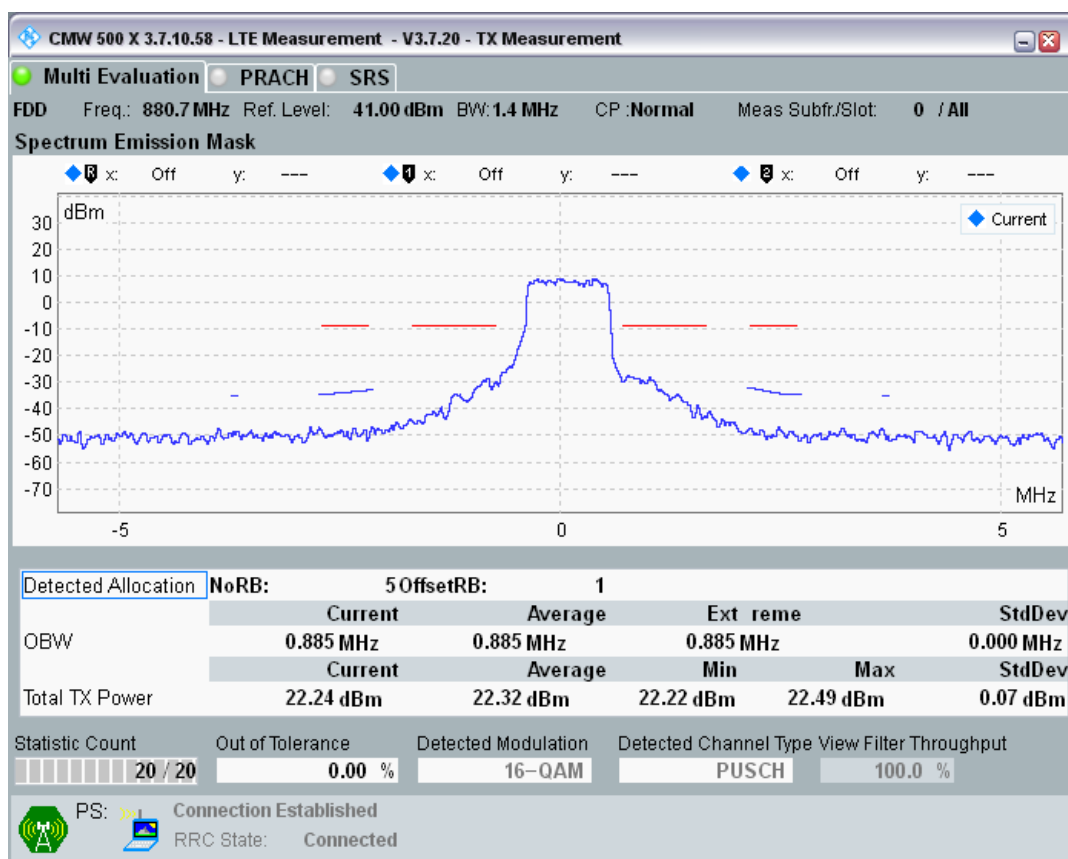 CMW 500 X 3.7.10.58 - LTE Measurement - V3.7.20 - TX Measurement
Multi Evaluation PRACH SRS
FDD Freq.: 880.7 MHz Ref. Level: 41.00 dBm BW: 1.4 MHz CP :Normal Meas Subfr./Slot: 0 / All
Spectrum Emission Mask
R x: Off y: --- 1 x: Off y: --- 2 x: Off y: ---
dBm
Current
30
20
10
0
-10
-20
-30
-40
-50
-60
-70
MHz
-5 0 5
Detected Allocation NoRB: 5 OffsetRB: 1
Current Average Ext reme StdDev
OBW 0.885 MHz 0.885 MHz 0.885 MHz 0.000 MHz
Current Average Min Max StdDev
Total TX Power 22.24 dBm 22.32 dBm 22.22 dBm 22.49 dBm 0.07 dBm
Statistic Count Out of Tolerance Detected Modulation Detected Channel Type View Filter Throughput
20 / 20 0.00 % 16-QAM PUSCH 100.0 %
PS: Connection Established
RRC State: Connected